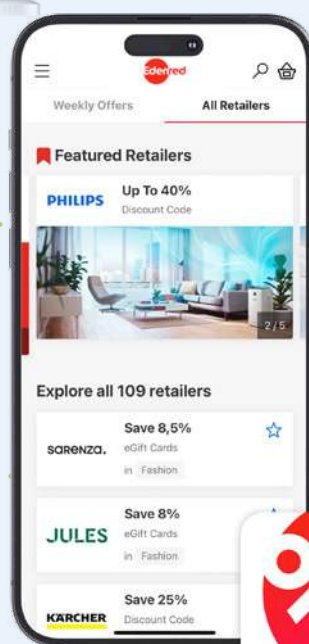 Edenred
Weekly Offers
All Retailers
Featured Retailers
PHILIPS
Up To 40%
Discount Code
2/5
Explore all 109 retailers
sarenza.
Save 8,5%
eGift Cards
in Fashion
JULES
Save 8%
eGift Cards
in Fashion
KÄRCHER
Save 25%
Discount Code